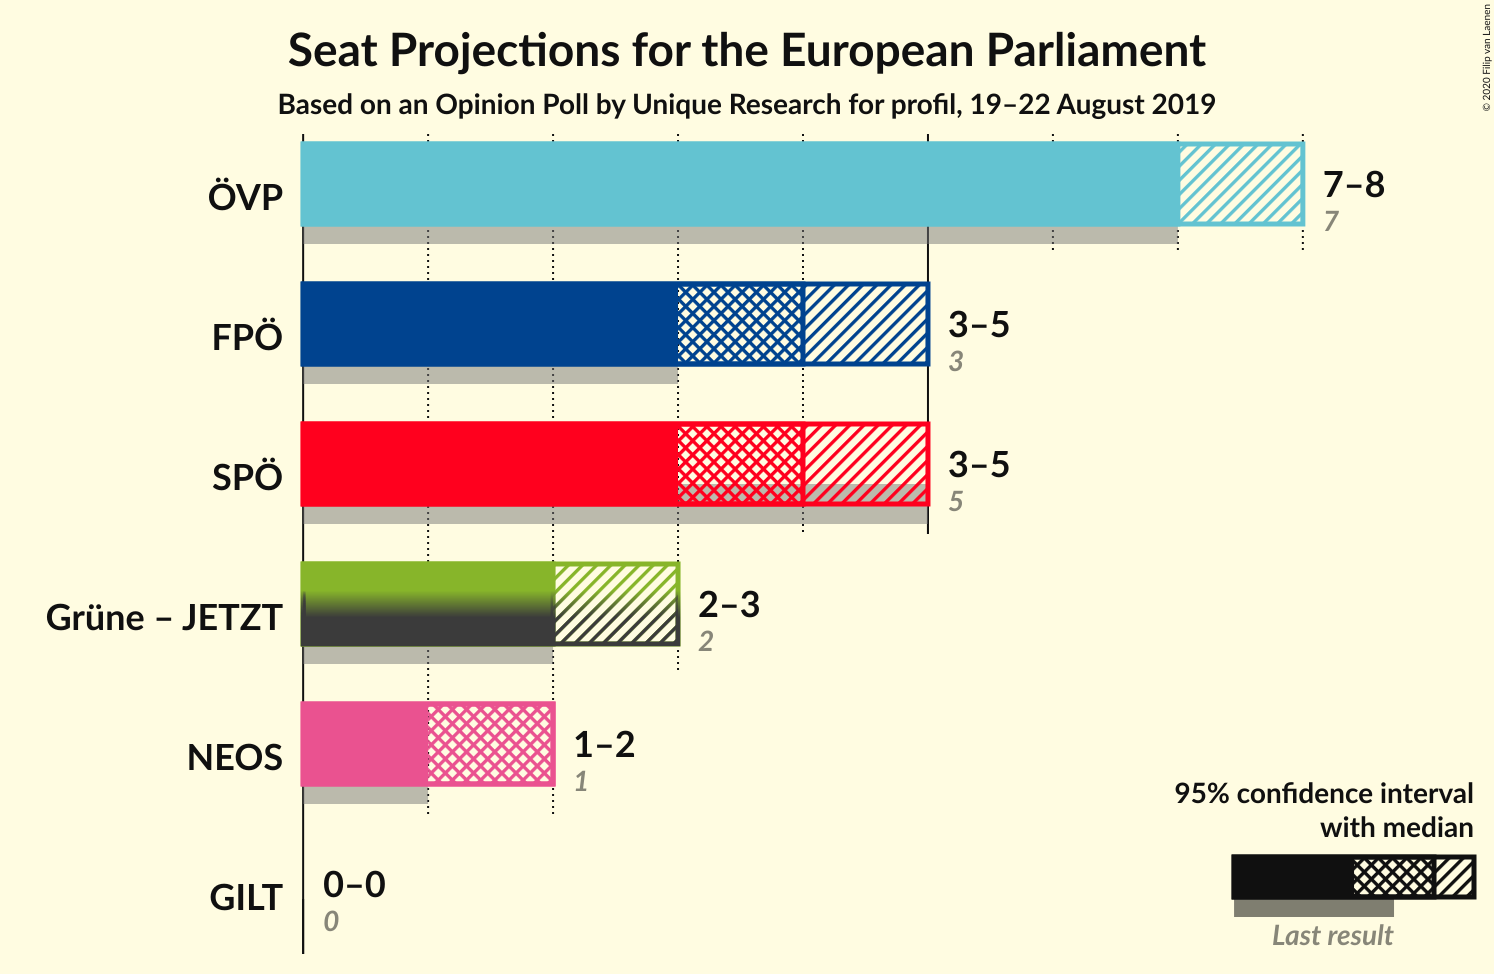 Seat Projections for the European Parliament
Based on an Opinion Poll by Unique Research for profil, 19–22 August 2019
© 2020 Filip van Laenen
ÖVP
7–8
7
FPÖ
3–5
3
SPÖ
3–5
5
Grüne – JETZT
2–3
2
NEOS
1–2
1
GILT
0–0
0
95% confidence interval
with median
Last result